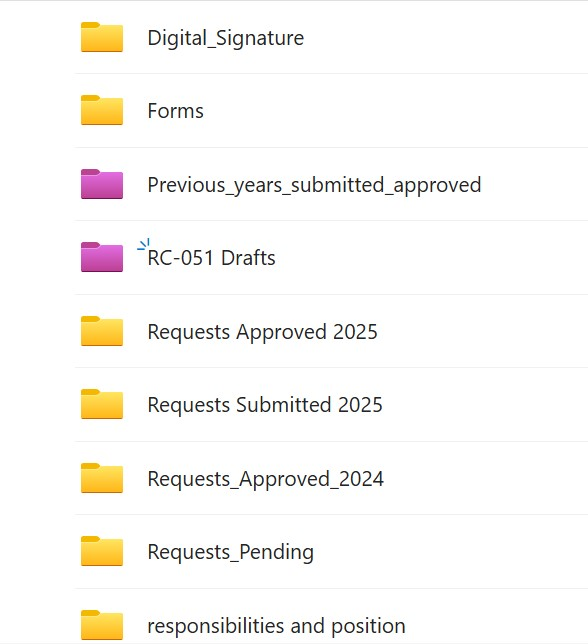 Digital_Signature
Forms
Previous_years_submitted_approved
RC-051 Drafts
Requests Approved 2025
Requests Submitted 2025
Requests_Approved_2024
Requests_Pending
responsibilities and position